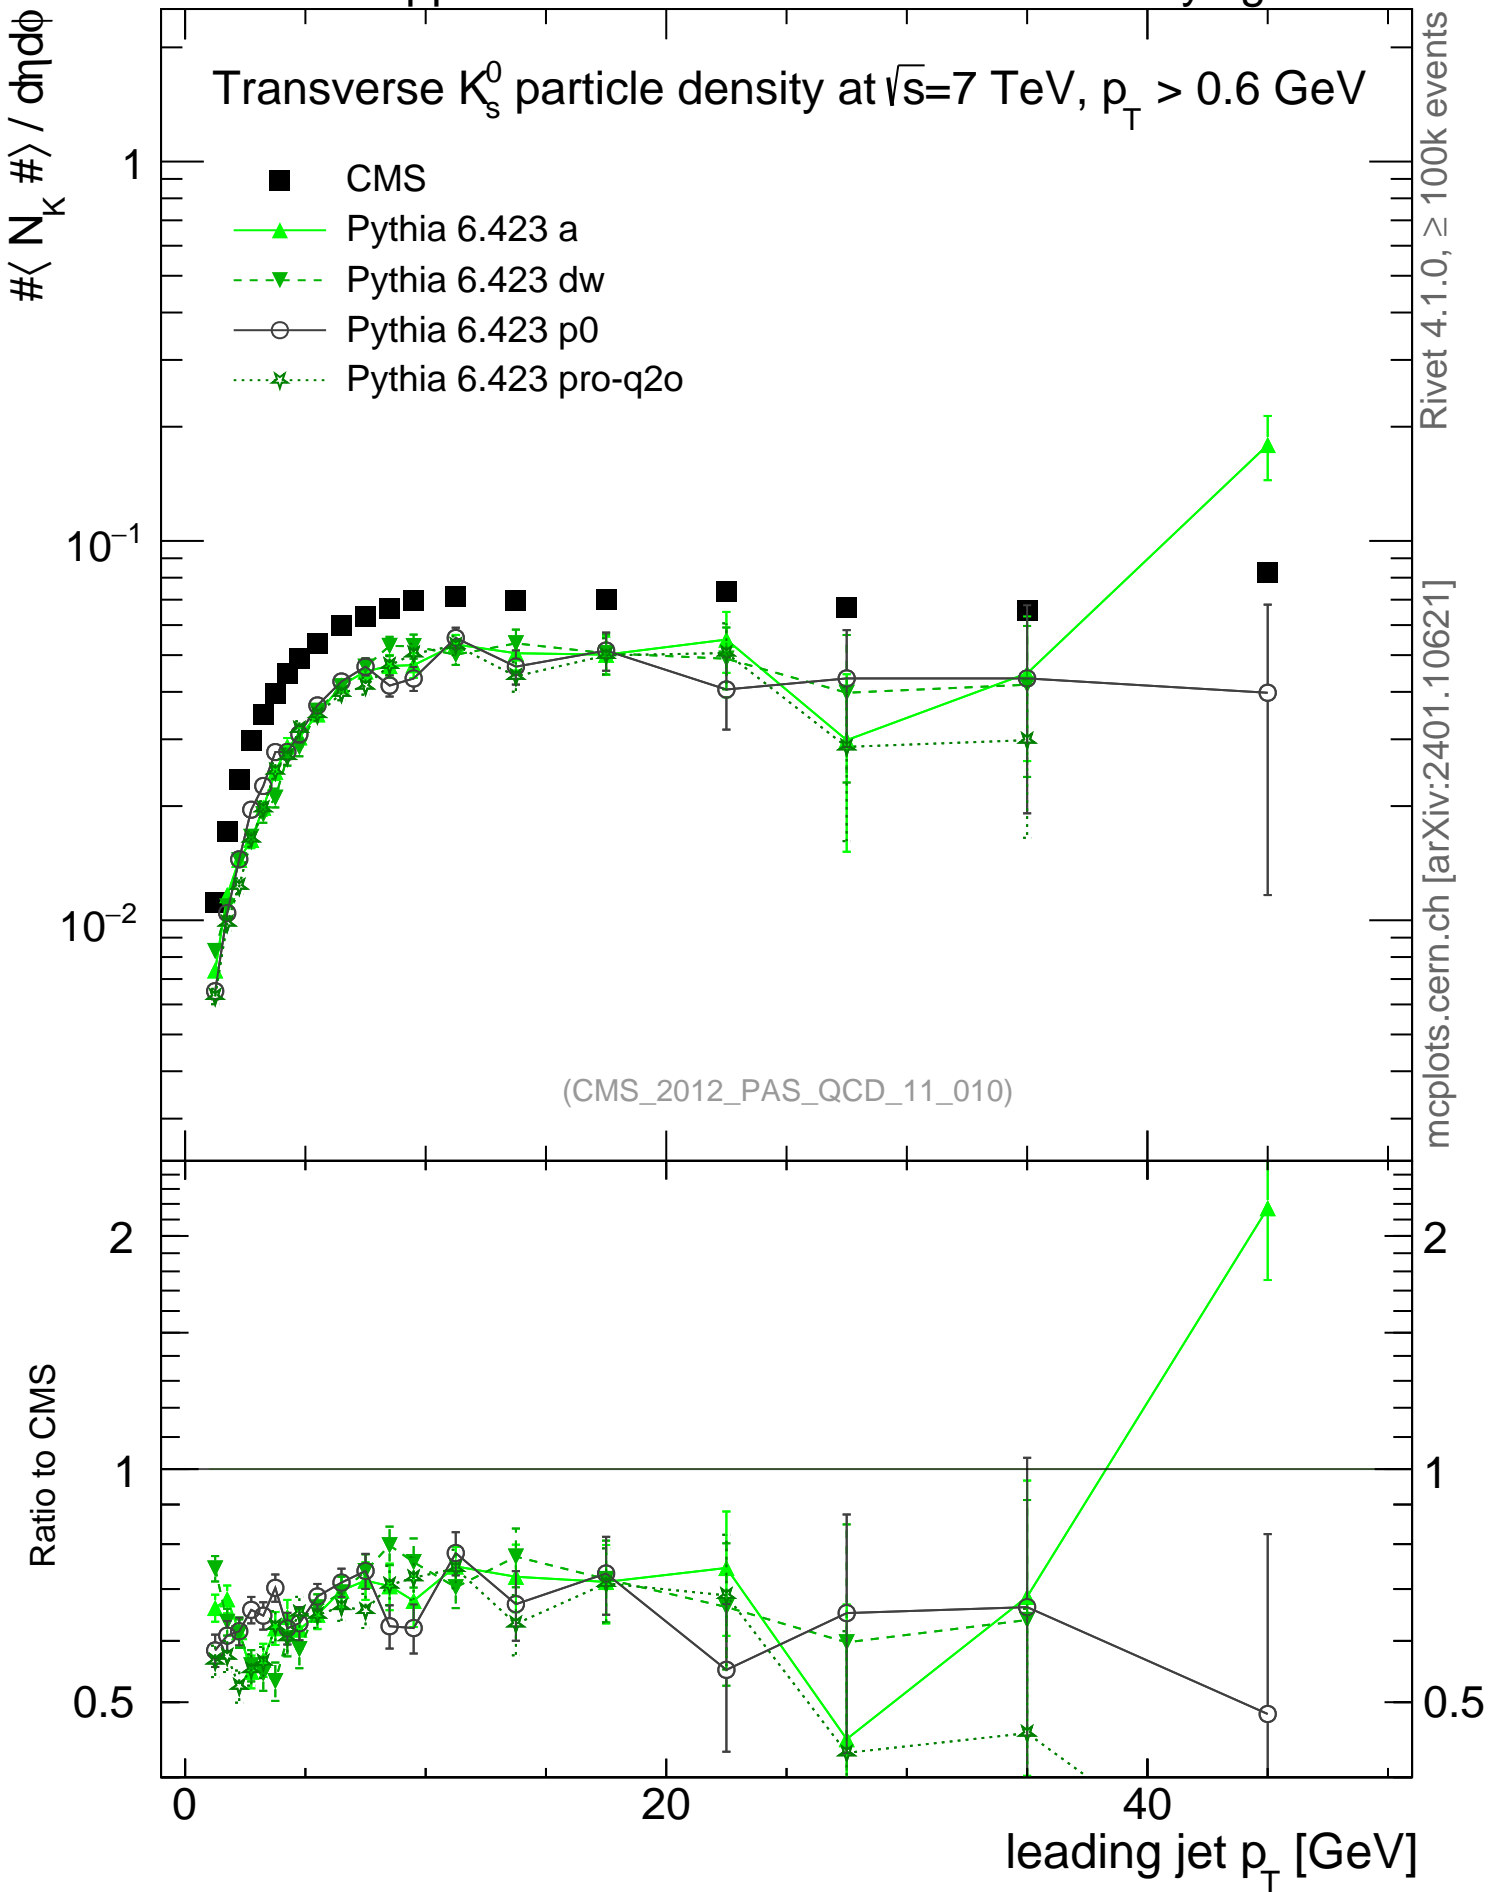 Transverse K⁰ₛ particle density at √s=7 TeV, p_T > 0.6 GeV
#⟨ N_K #⟩ / dηdϕ
CMS
Pythia 6.423 a
Pythia 6.423 dw
Pythia 6.423 p0
Pythia 6.423 pro-q2o
1
10⁻¹
10⁻²
(CMS_2012_PAS_QCD_11_010)
Rivet 4.1.0, ≥ 100k events
mcplots.cern.ch [arXiv:2401.10621]
Ratio to CMS
2
1
0.5
2
1
0.5
0 20 40
leading jet p_T [GeV]